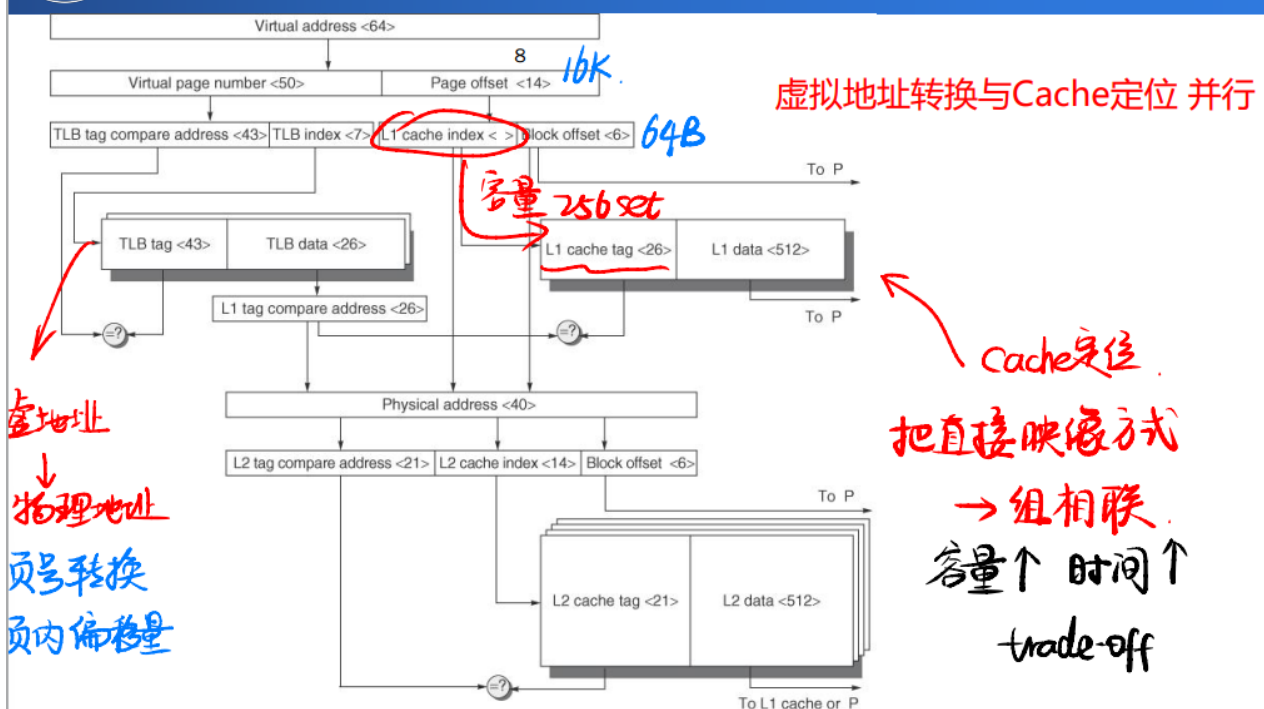 Virtual address <64>
8
Virtual page number <50> Page offset <14> 16K.
虚拟地址转换与Cache定位 并行
TLB tag compare address <43> TLB index <7> L1 cache index < > Block offset <6> 64B
To P
容量 256 set
TLB tag <43> TLB data <26> L1 cache tag <26> L1 data <512>
L1 tag compare address <26>
To P
=? =?
Cache定位.
Physical address <40>
虚地址
↓
物理地址
页号转换
页内偏移量
把直接映像方式
→组相联.
容量↑ 时间↑
trade-off
L2 tag compare address <21> L2 cache index <14> Block offset <6>
To P
L2 cache tag <21> L2 data <512>
=?
To L1 cache or P